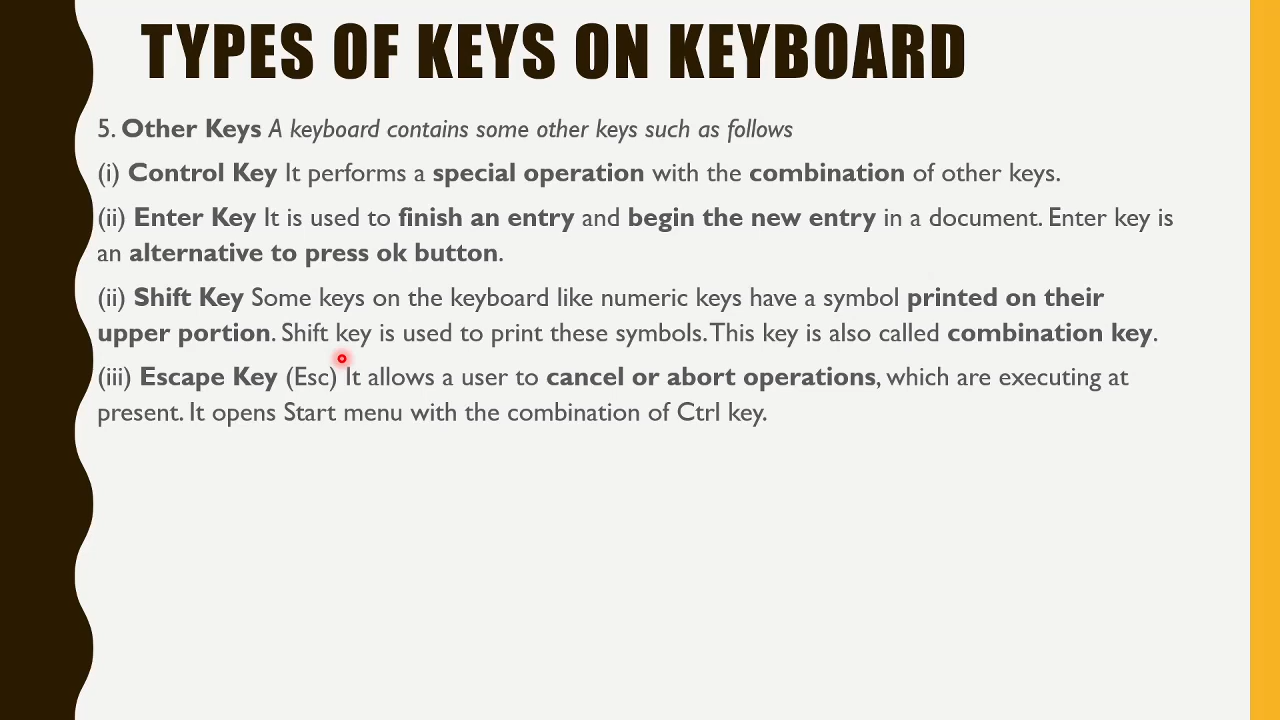 TYPES OF KEYS ON KEYBOARD
5. Other Keys A keyboard contains some other keys such as follows
(i) Control Key It performs a special operation with the combination of other keys.
(ii) Enter Key It is used to finish an entry and begin the new entry in a document. Enter key is
an alternative to press ok button.
(ii) Shift Key Some keys on the keyboard like numeric keys have a symbol printed on their
upper portion. Shift key is used to print these symbols. This key is also called combination key.
(iii) Escape Key (Esc) It allows a user to cancel or abort operations, which are executing at
present. It opens Start menu with the combination of Ctrl key.